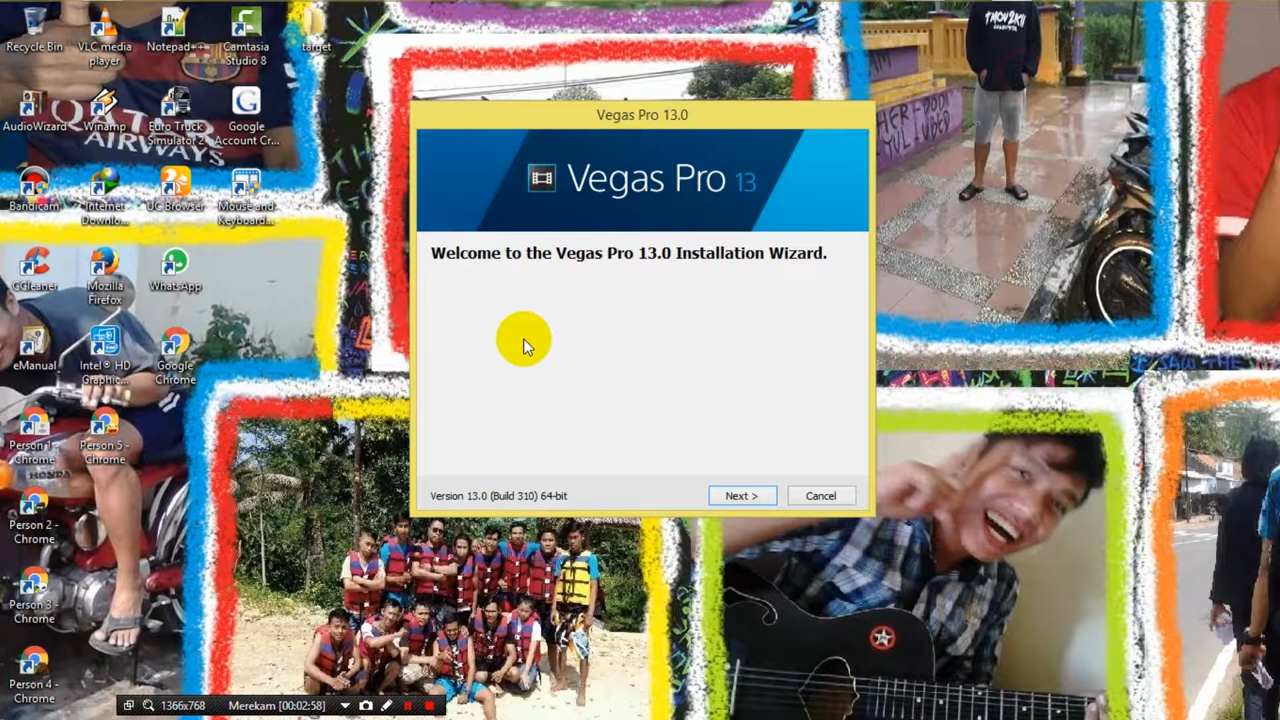 Recycle Bin
VLC media
player
Notepad++
Camtasia
Studio 8
target
AudioWizard
Winamp
Euro Truck
Simulator 2
Google
Account Cr...
QATAR
AIRWAYS
Bandicam
Internet
Downlo...
UC Browser
Mouse and
Keyboard...
CCleaner
Mozilla
Firefox
WhatsApp
eManual
Intel® HD
Graphic...
Google
Chrome
Person 1 -
Chrome
Person 5 -
Chrome
HONDA
Person 2 -
Chrome
Person 3 -
Chrome
Person 4 -
Chrome
Vegas Pro 13.0
Vegas Pro 13
Welcome to the Vegas Pro 13.0 Installation Wizard.
Version 13.0 (Build 310) 64-bit
Next >
Cancel
I SAW THE
1366x768
Merekam [00:02:58]